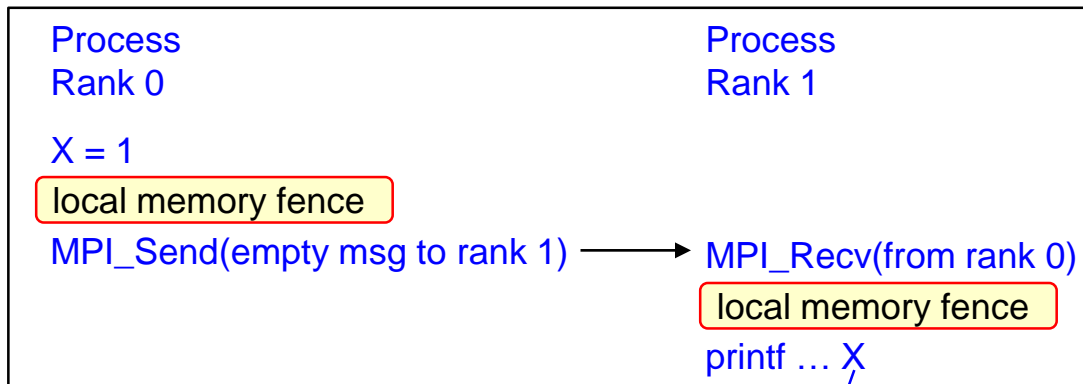 Process
Rank 0
Process
Rank 1
X = 1
local memory fence
MPI_Send(empty msg to rank 1)
MPI_Recv(from rank 0)
local memory fence
printf … X